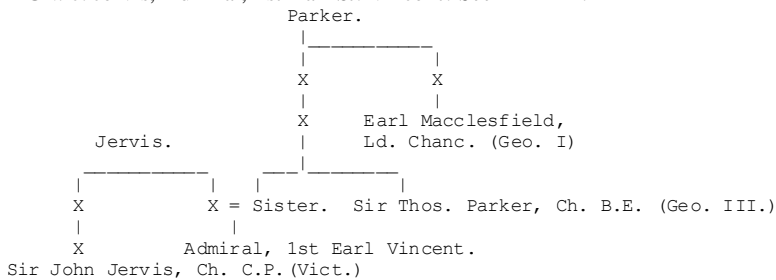 Parker.
X X
X Earl Macclesfield,
Jervis. Ld. Chanc. (Geo. I)
X X = Sister. Sir Thos. Parker, Ch. B.E. (Geo. III.)
X Admiral, 1st Earl Vincent.
Sir John Jervis, Ch. C.P.(Vict.)